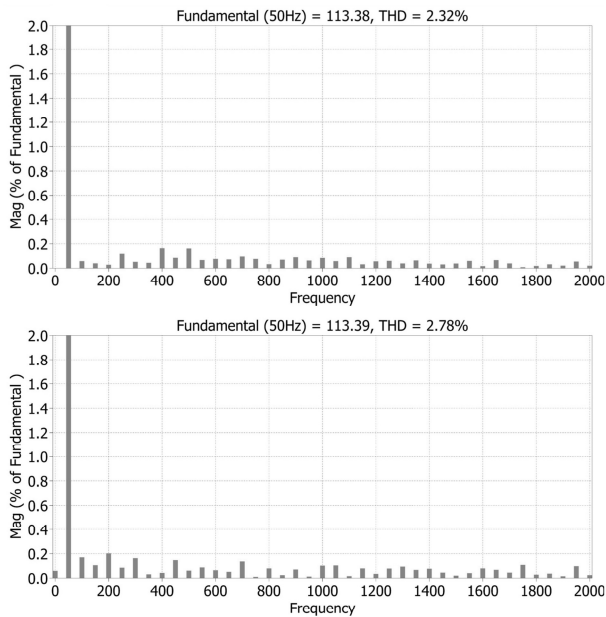 Fundamental (50Hz) = 113.38, THD = 2.32%
Mag (% of Fundamental )
2.0
1.8
1.6
1.4
1.2
1.0
0.8
0.6
0.4
0.2
0.0
0 200 400 600 800 1000 1200 1400 1600 1800 2000
Frequency
Fundamental (50Hz) = 113.39, THD = 2.78%
Mag (% of Fundamental )
2.0
1.8
1.6
1.4
1.2
1.0
0.8
0.6
0.4
0.2
0.0
0 200 400 600 800 1000 1200 1400 1600 1800 2000
Frequency